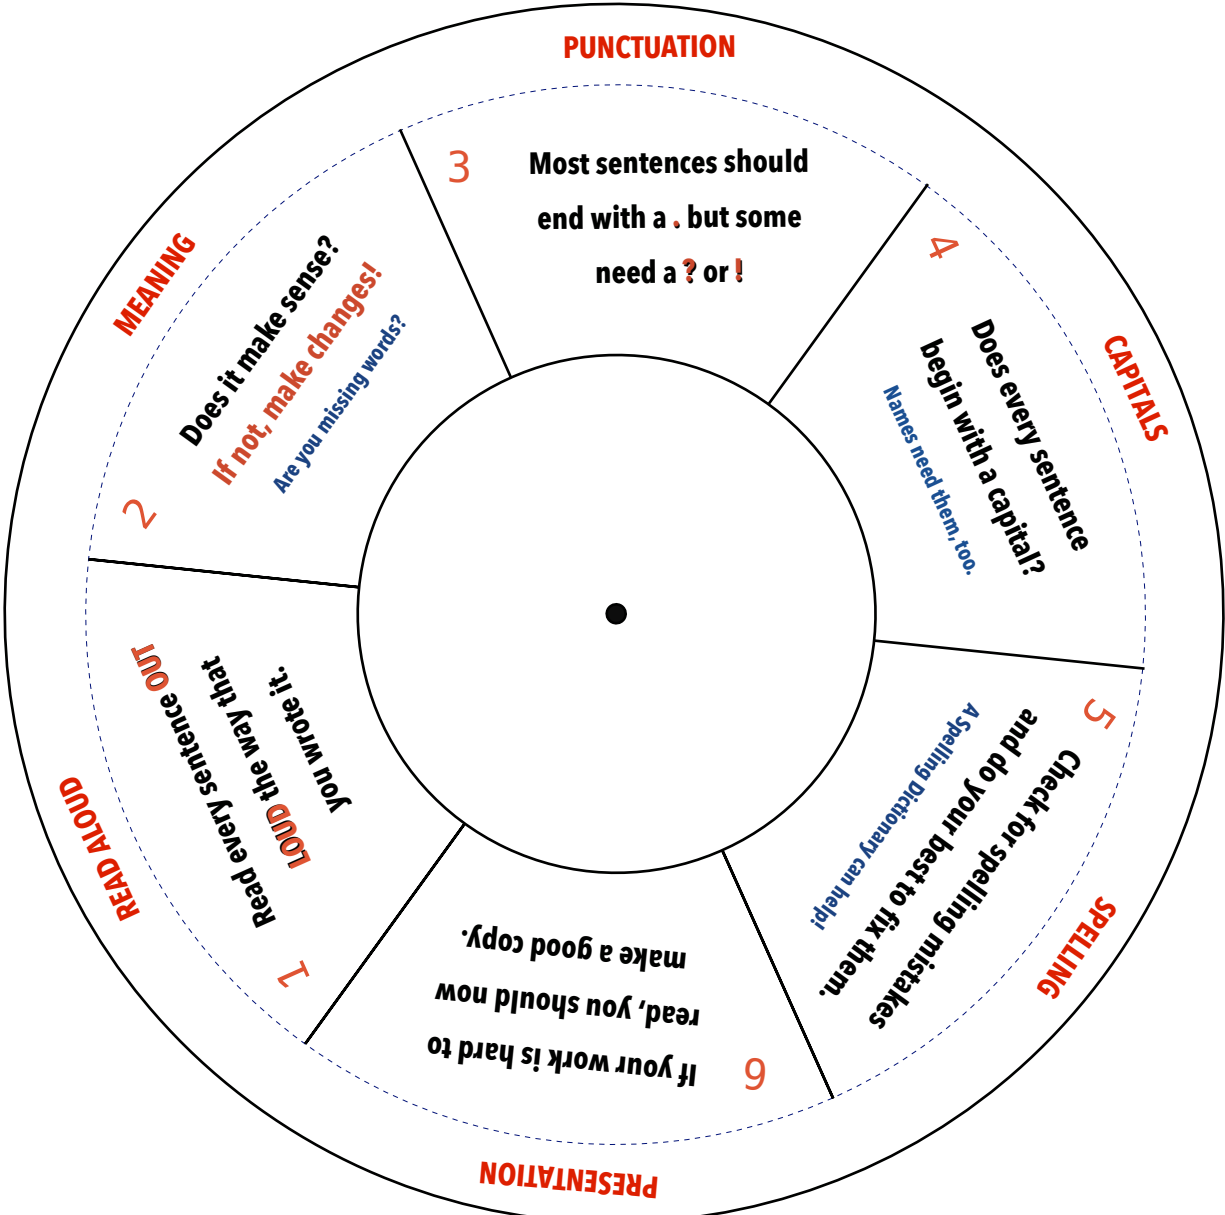 READ ALOUD
1
Read every sentence OUT
LOUD the way that
you wrote it.
MEANING
2
Does it make sense?
If not, make changes!
Are you missing words?
PUNCTUATION
3
Most sentences should
end with a . but some
need a ? or !
CAPITALS
4
Does every sentence
begin with a capital?
Names need them, too.
SPELLING
5
Check for spelling mistakes
and do your best to fix them.
A Spelling Dictionary can help!
PRESENTATION
6
If your work is hard to
read, you should now
make a good copy.